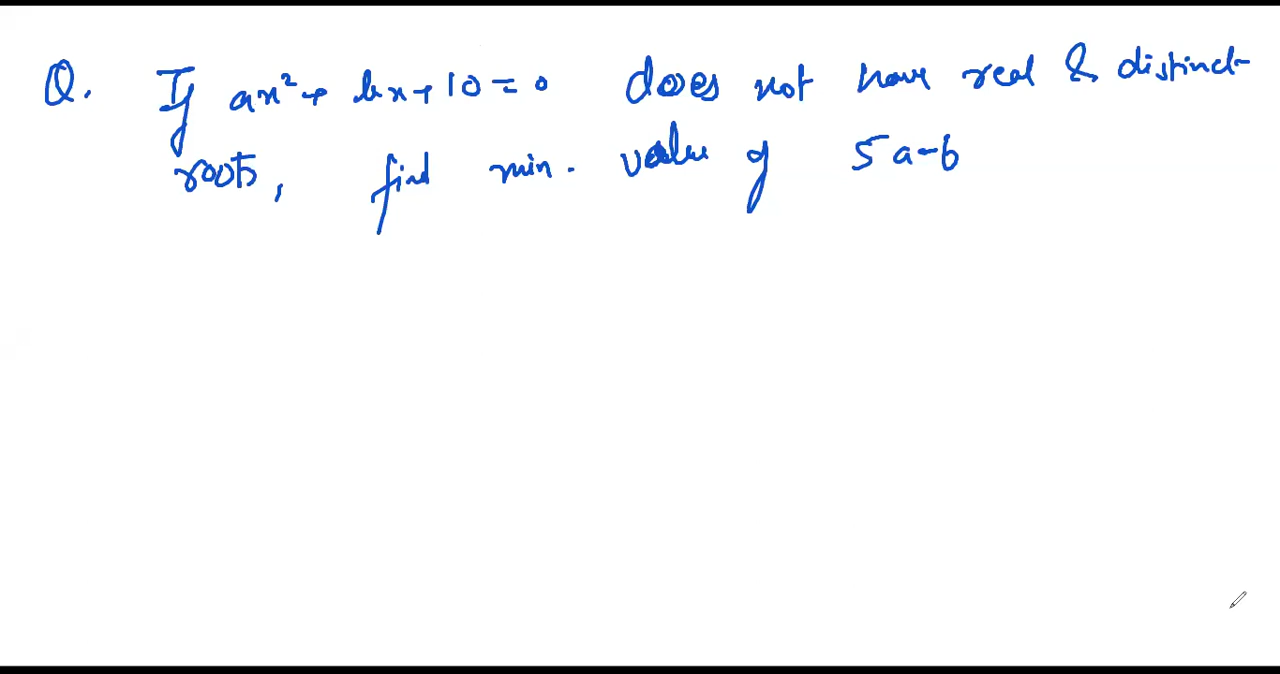 Q. If ax² + bx + 10 = 0 does not have real & distinct
roots, find min. value of 5a-b